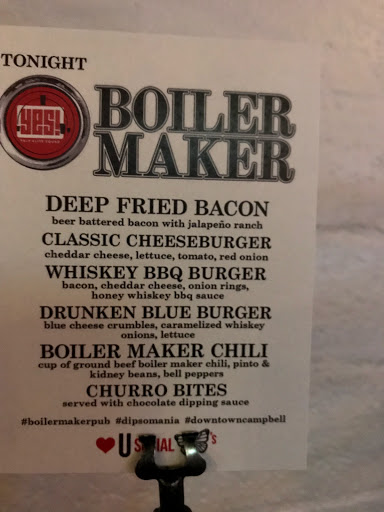 TONIGHT
yes!
BOILER
MAKER
DEEP FRIED BACON
beer battered bacon with jalapeño ranch
CLASSIC CHEESEBURGER
cheddar cheese, lettuce, tomato, red onion
WHISKEY BBQ BURGER
bacon, cheddar cheese, onion rings,
honey whiskey bbq sauce
DRUNKEN BLUE BURGER
blue cheese crumbles, caramelized whiskey
onions, lettuce
BOILER MAKER CHILI
cup of ground beef boiler maker chili, pinto &
kidney beans, bell peppers
CHURRO BITES
served with chocolate dipping sauce
#boilermakerpub #dipsomania #downtowncampbell
U 's